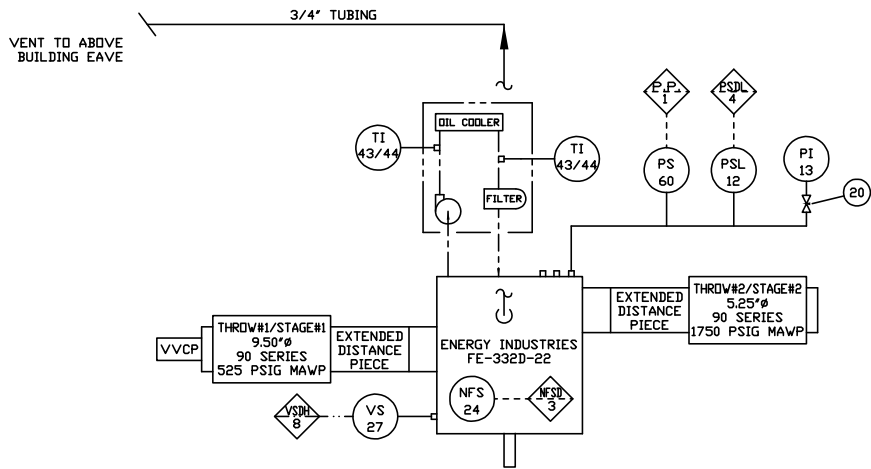 3/4" TUBING
VENT TO ABOVE
BUILDING EAVE
OIL COOLER
TI
43/44
TI
43/44
FILTER
P.P.
1
PSDL
4
PS
60
PSL
12
PI
13
20
THROW#1/STAGE#1
9.50"ø
90 SERIES
525 PSIG MAWP
VVCP
EXTENDED
DISTANCE
PIECE
ENERGY INDUSTRIES
FE-332D-22
EXTENDED
DISTANCE
PIECE
THROW#2/STAGE#2
5.25"ø
90 SERIES
1750 PSIG MAWP
NFS
24
NFSD
3
VSDH
8
VS
27